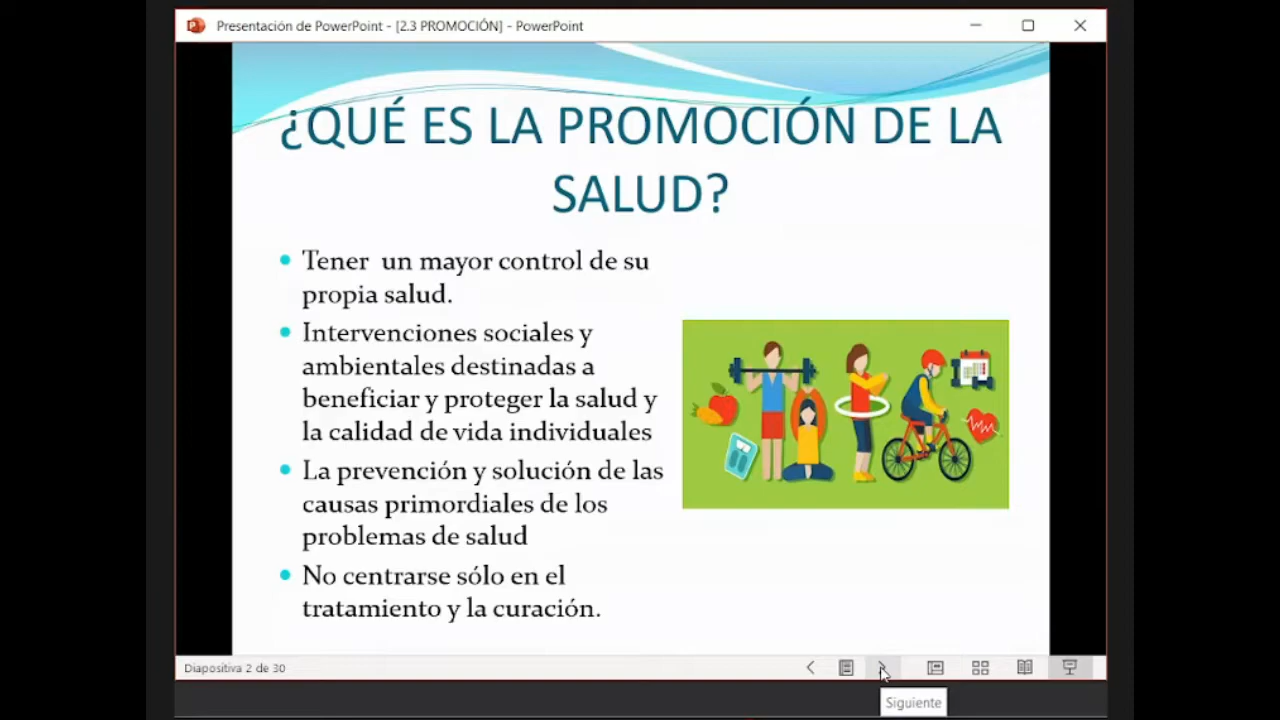 Presentación de PowerPoint - [2.3 PROMOCIÓN] - PowerPoint
¿QUÉ ES LA PROMOCIÓN DE LA
SALUD?
Tener un mayor control de su
propia salud.
Intervenciones sociales y
ambientales destinadas a
beneficiar y proteger la salud y
la calidad de vida individuales
La prevención y solución de las
causas primordiales de los
problemas de salud
No centrarse sólo en el
tratamiento y la curación.
Diapositiva 2 de 30
Siguiente